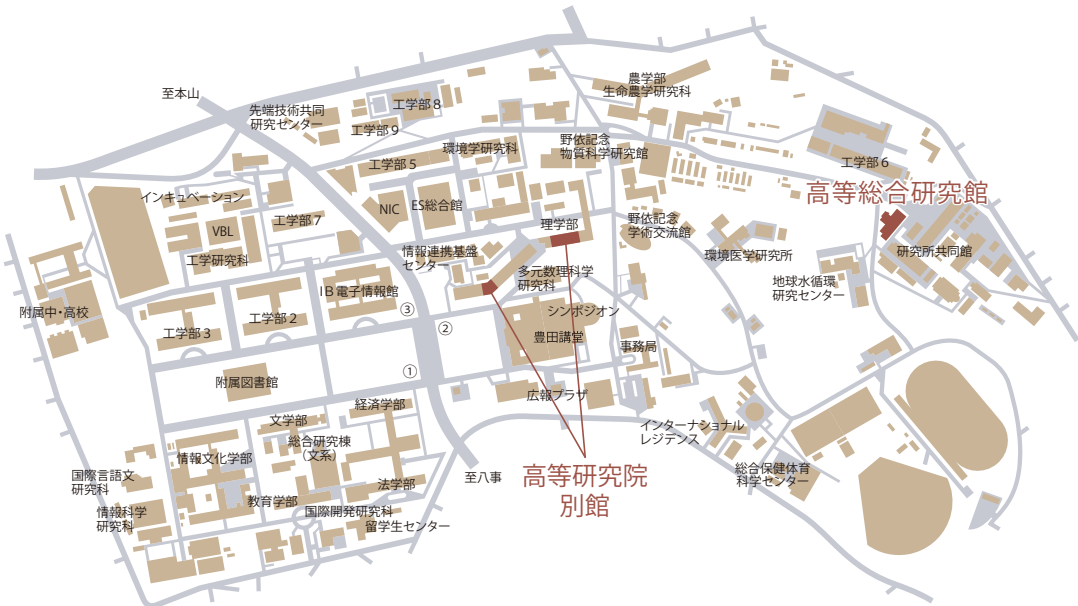 農学部
生命農学研究科
至本山
先端技術共同
研究センター
工学部８
工学部９
環境学研究科
野依記念
物質科学研究館
工学部５
工学部６
高等総合研究館
インキュベーション
NIC
ES総合館
工学部７
理学部
野依記念
学術交流館
VBL
工学研究科
情報連携基盤
センター
環境医学研究所
研究所共同館
多元数理科学
研究科
地球水循環
研究センター
ＩＢ電子情報館
附属中・高校
③
シンポジオン
工学部２
工学部３
②
豊田講堂
事務局
①
附属図書館
広報プラザ
経済学部
文学部
インターナショナル
レジデンス
総合研究棟
（文系）
情報文化学部
国際言語文
研究科
至八事
高等研究院
別館
総合保健体育
科学センター
法学部
教育学部
国際開発研究科
情報科学
研究科
留学生センター